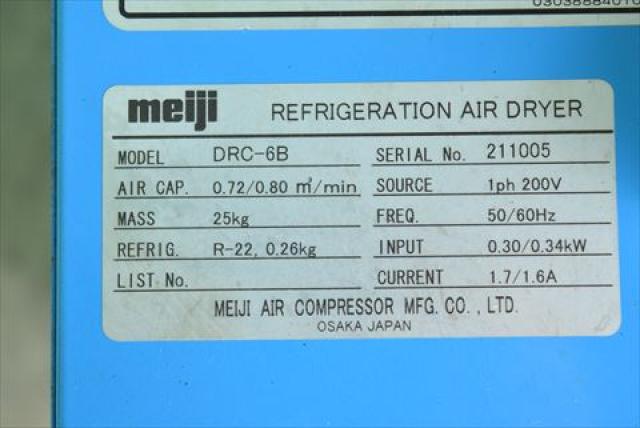 meiji REFRIGERATION AIR DRYER
MODEL DRC-6B SERIAL No. 211005
AIR CAP. 0.72/0.80 m³/min SOURCE 1ph 200V
MASS 25kg FREQ. 50/60Hz
REFRIG. R-22, 0.26kg INPUT 0.30/0.34kW
LIST No. CURRENT 1.7/1.6A
MEIJI AIR COMPRESSOR MFG. CO., LTD.
OSAKA JAPAN